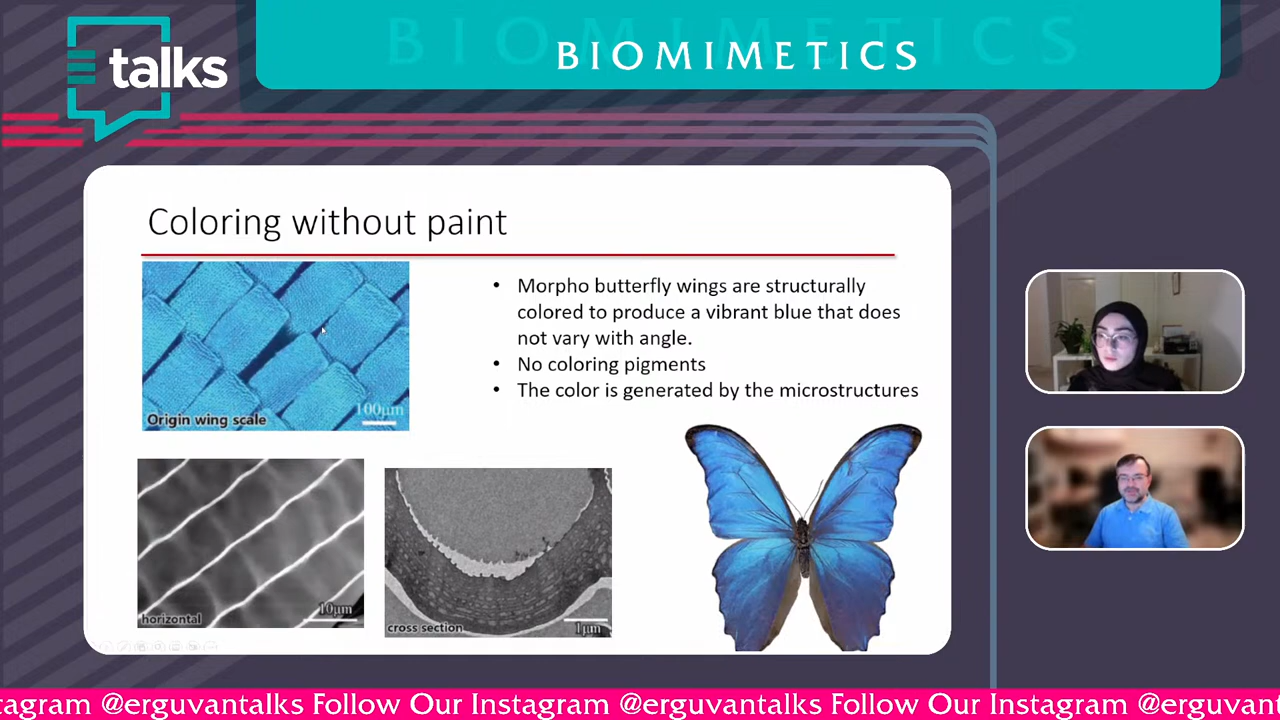 talks
BIOMIMETICS
BIOMIMETICS
Coloring without paint
Origin wing scale
100μm
• Morpho butterfly wings are structurally
colored to produce a vibrant blue that does
not vary with angle.
• No coloring pigments
• The color is generated by the microstructures
horizontal
10μm
cross section
1μm
tagram @erguvantalks Follow Our Instagram @erguvantalks Follow Our Instagram @erguvant